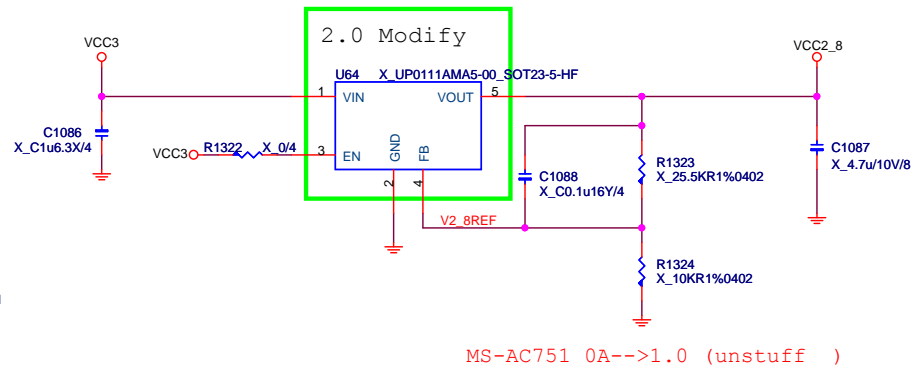 2.0 Modify
VCC3
VCC2_8
U64 X_UP0111AMA5-00_SOT23-5-HF
1 VIN VOUT 5
C1086
X_C1u6.3X/4
VCC3 R1322 X_0/4 3 EN
GND FB
2 4
C1088
X_C0.1u16Y/4
R1323
X_25.5KR1%0402
C1087
X_4.7u/10V/8
V2_8REF
R1324
X_10KR1%0402
MS-AC751 0A-->1.0 (unstuff )